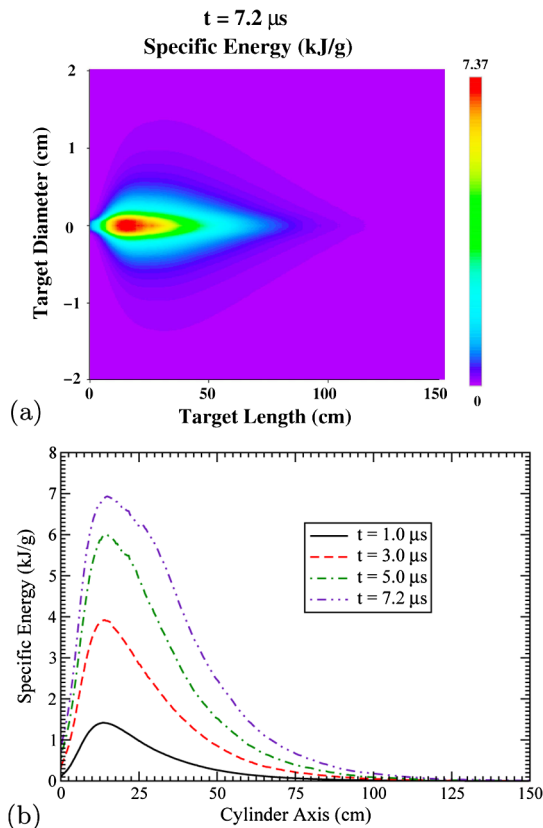 t = 7.2 µs
Specific Energy (kJ/g)
7.37
2
1
0
-1
-2
Target Diameter (cm)
0
50
100
150
0
Target Length (cm)
(a)
8
7
6
5
4
3
2
1
0
Specific Energy (kJ/g)
t = 1.0 µs
t = 3.0 µs
t = 5.0 µs
t = 7.2 µs
0
25
50
75
100
125
150
Cylinder Axis (cm)
(b)